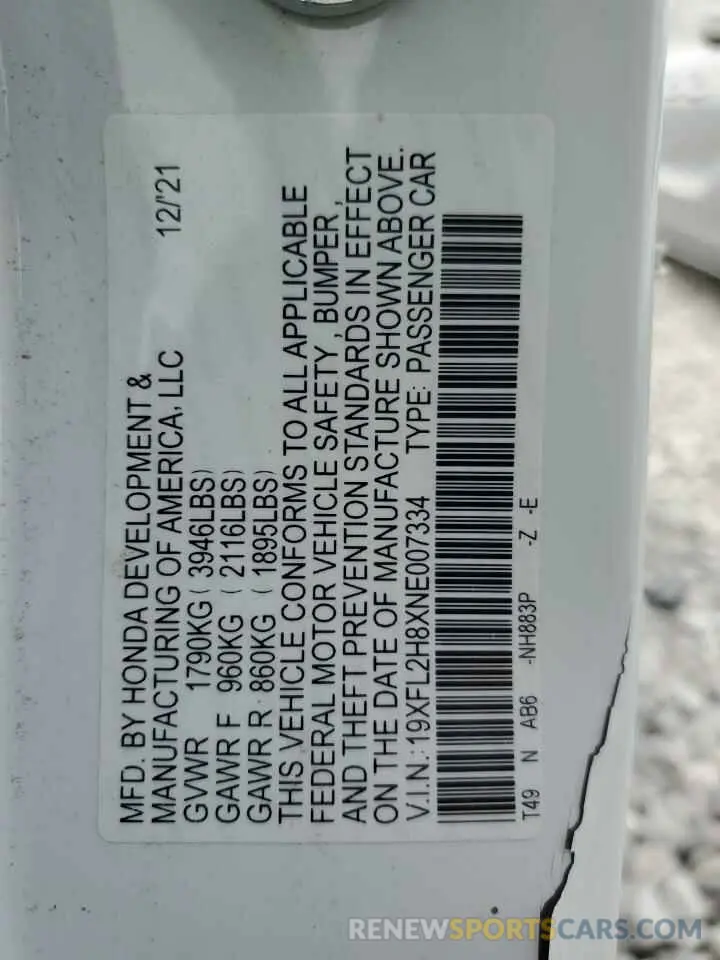 MFD. BY HONDA DEVELOPMENT &
MANUFACTURING OF AMERICA, LLC 12/'21
GVWR 1790KG ( 3946LBS)
GAWR F 960KG ( 2116LBS)
GAWR R 860KG ( 1895LBS)
THIS VEHICLE CONFORMS TO ALL APPLICABLE
FEDERAL MOTOR VEHICLE SAFETY, BUMPER,
AND THEFT PREVENTION STANDARDS IN EFFECT
ON THE DATE OF MANUFACTURE SHOWN ABOVE.
V.I.N.: 19XFL2H8XNE007334 TYPE: PASSENGER CAR
T49 N AB6 -NH883P -Z -E
RENEWSPORTSCARS.COM